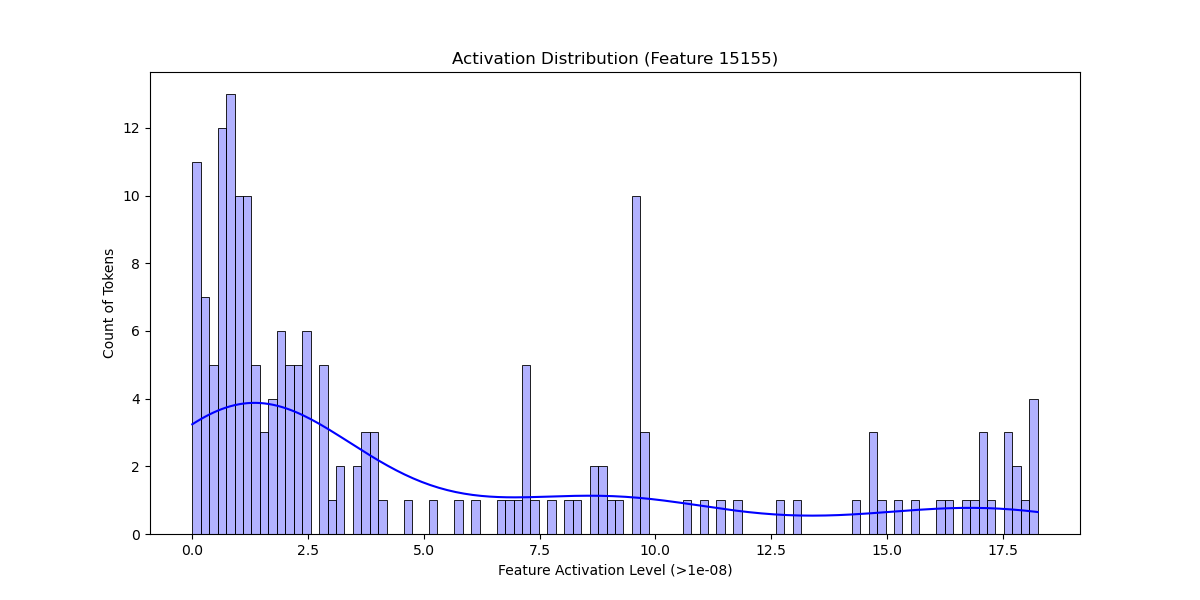 Activation Distribution (Feature 15155)
Count of Tokens
12
10
8
6
4
2
0
0.0 2.5 5.0 7.5 10.0 12.5 15.0 17.5
Feature Activation Level (>1e-08)